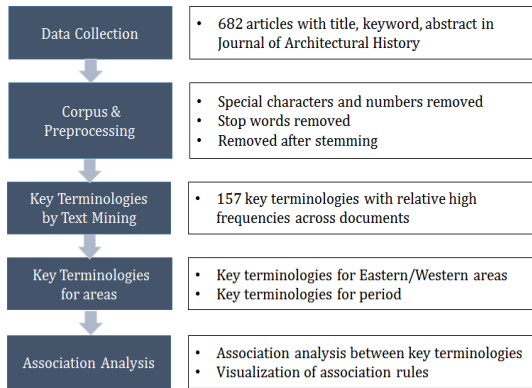 Data Collection
• 682 articles with title, keyword, abstract in
Journal of Architectural History
Corpus &
Preprocessing
• Special characters and numbers removed
• Stop words removed
• Removed after stemming
Key Terminologies
by Text Mining
• 157 key terminologies with relative high
frequencies across documents
Key Terminologies
for areas
• Key terminologies for Eastern/Western areas
• Key terminologies for period
Association Analysis
• Association analysis between key terminologies
• Visualization of association rules